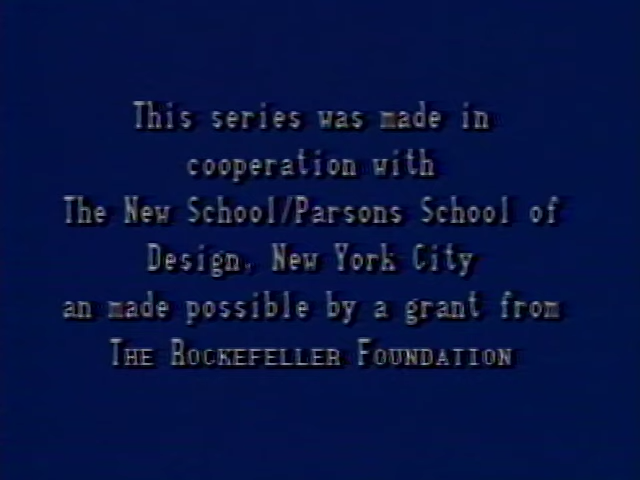 This series was made in
cooperation with
The New School/Parsons School of
Design, New York City
an made possible by a grant from
THE ROCKEFELLER FOUNDATION